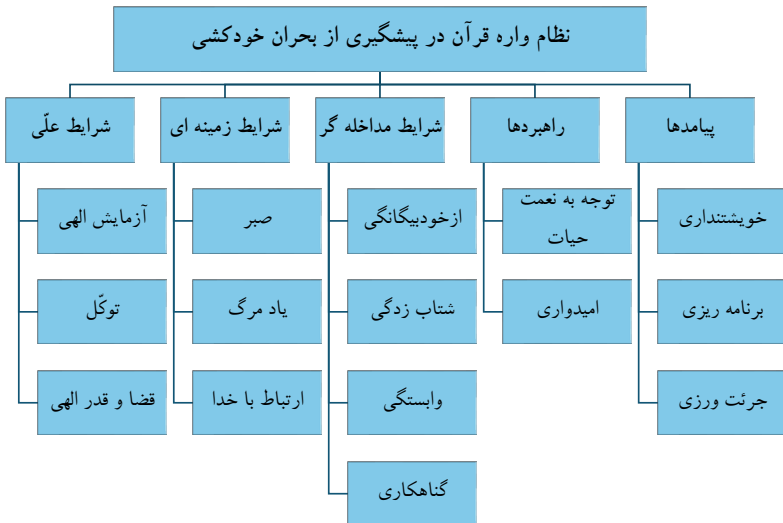 نظام واره قرآن در پیشگیری از بحران خودکشی
پیامدها
خویشتنداری
برنامه ریزی
جرئت ورزی
راهبردها
توجه به نعمت
حیات
امیدواری
شرایط مداخله گر
ازخودبیگانگی
شتاب زدگی
وابستگی
گناهکاری
شرایط زمینه ای
صبر
یاد مرگ
ارتباط با خدا
شرایط علّی
آزمایش الهی
توکّل
قضا و قدر الهی